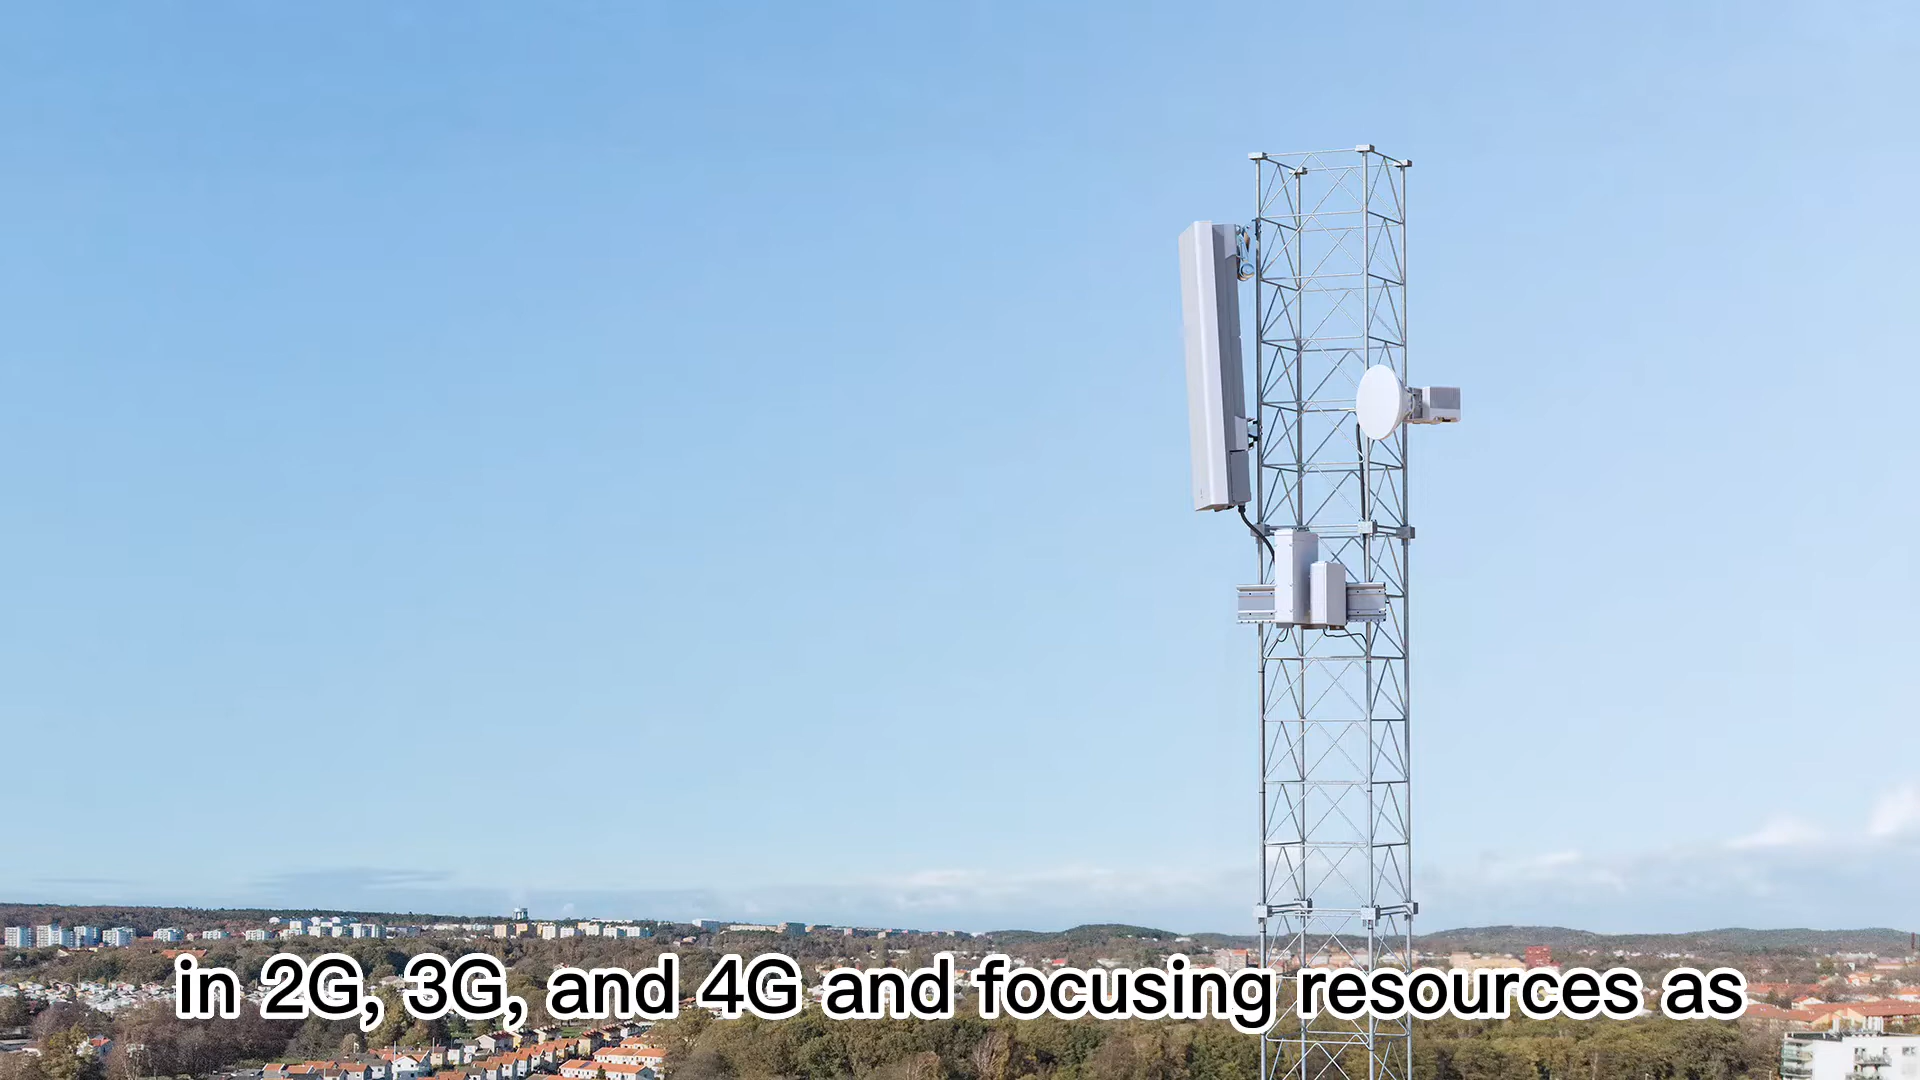 in 2G, 3G, and 4G and focusing resources as